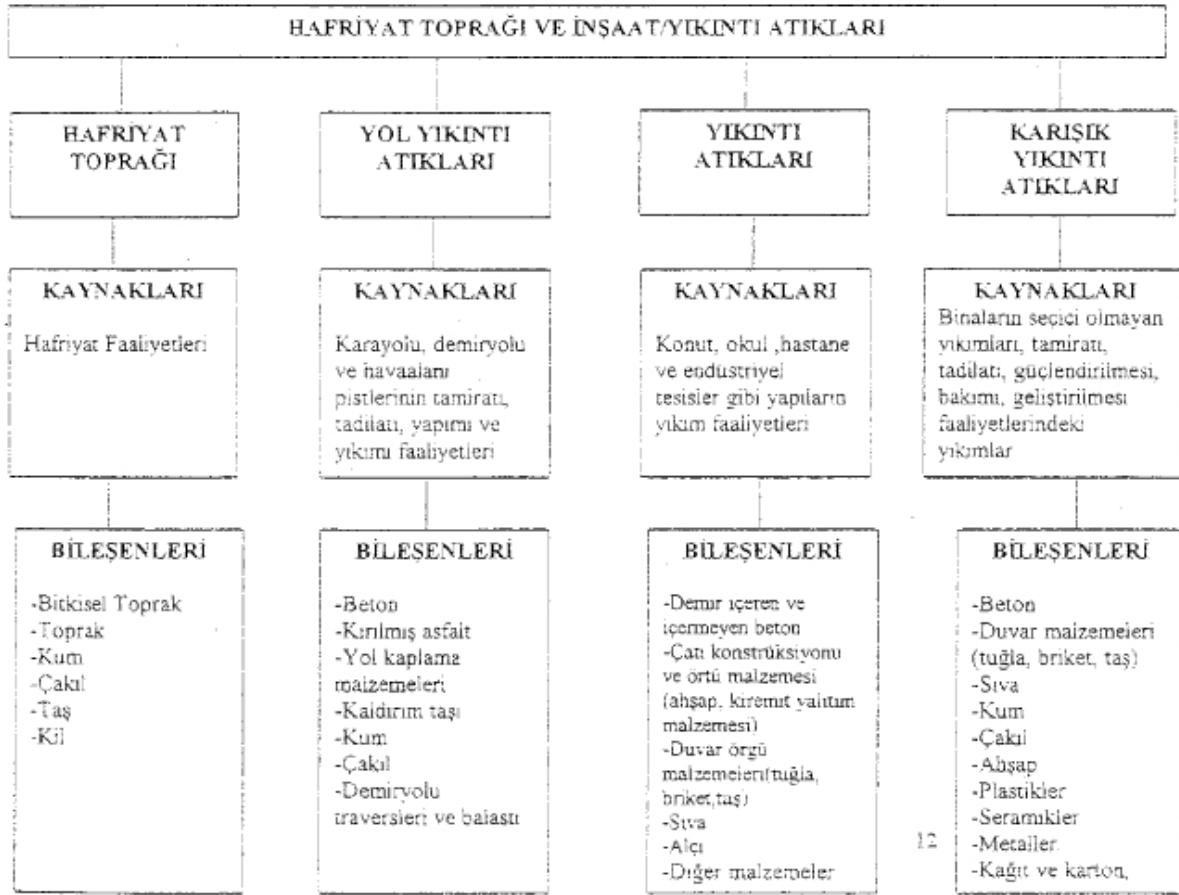 HAFRİYAT TOPRAĞI VE İNŞAAT/YIKINTI ATIKLARI
HAFRİYAT
TOPRAĞI
YOL YIKINTI
ATIKLARI
YIKINTI
ATIKLARI
KARIŞIK
YIKINTI
ATIKLARI
KAYNAKLARI
Hafriyat Faaliyetleri
KAYNAKLARI
Karayolu, demiryolu
ve havaalanı
pistlerinin tamiratı,
tadilatı, yapımı ve
yıkımı faaliyetleri
KAYNAKLARI
Konut, okul ,hastane
ve endüstriyel
tesisler gibi yapıların
yıkım faaliyetleri
KAYNAKLARI
Binaların seçici olmayan
yıkımları, tamiratı,
tadilatı, güçlendirilmesi,
bakımı, geliştirilmesi
faaliyetlerindeki
yıkımlar
BİLEŞENLERİ
-Bitkisel Toprak
-Toprak
-Kum
-Çakıl
-Taş
-Kil
BİLEŞENLERİ
-Beton
-Kırılmış asfalt
-Yol kaplama
malzemeleri
-Kaldırım taşı
-Kum
-Çakıl
-Demiryolu
traversleri ve balastı
BİLEŞENLERİ
-Demir içeren ve
içermeyen beton
-Çatı konstrüksiyonu
ve örtü malzemesi
(ahşap, kiremit yalıtım
malzemesi)
-Duvar örgü
malzemeleri(tuğla,
briket,taş)
-Sıva
-Alçı
-Diğer malzemeler
BİLEŞENLERİ
-Beton
-Duvar malzemeleri
(tuğla, briket, taş)
-Sıva
-Kum
-Çakıl
-Ahşap
-Plastikler
-Seramikler
-Metaller
-Kağıt ve karton,
12